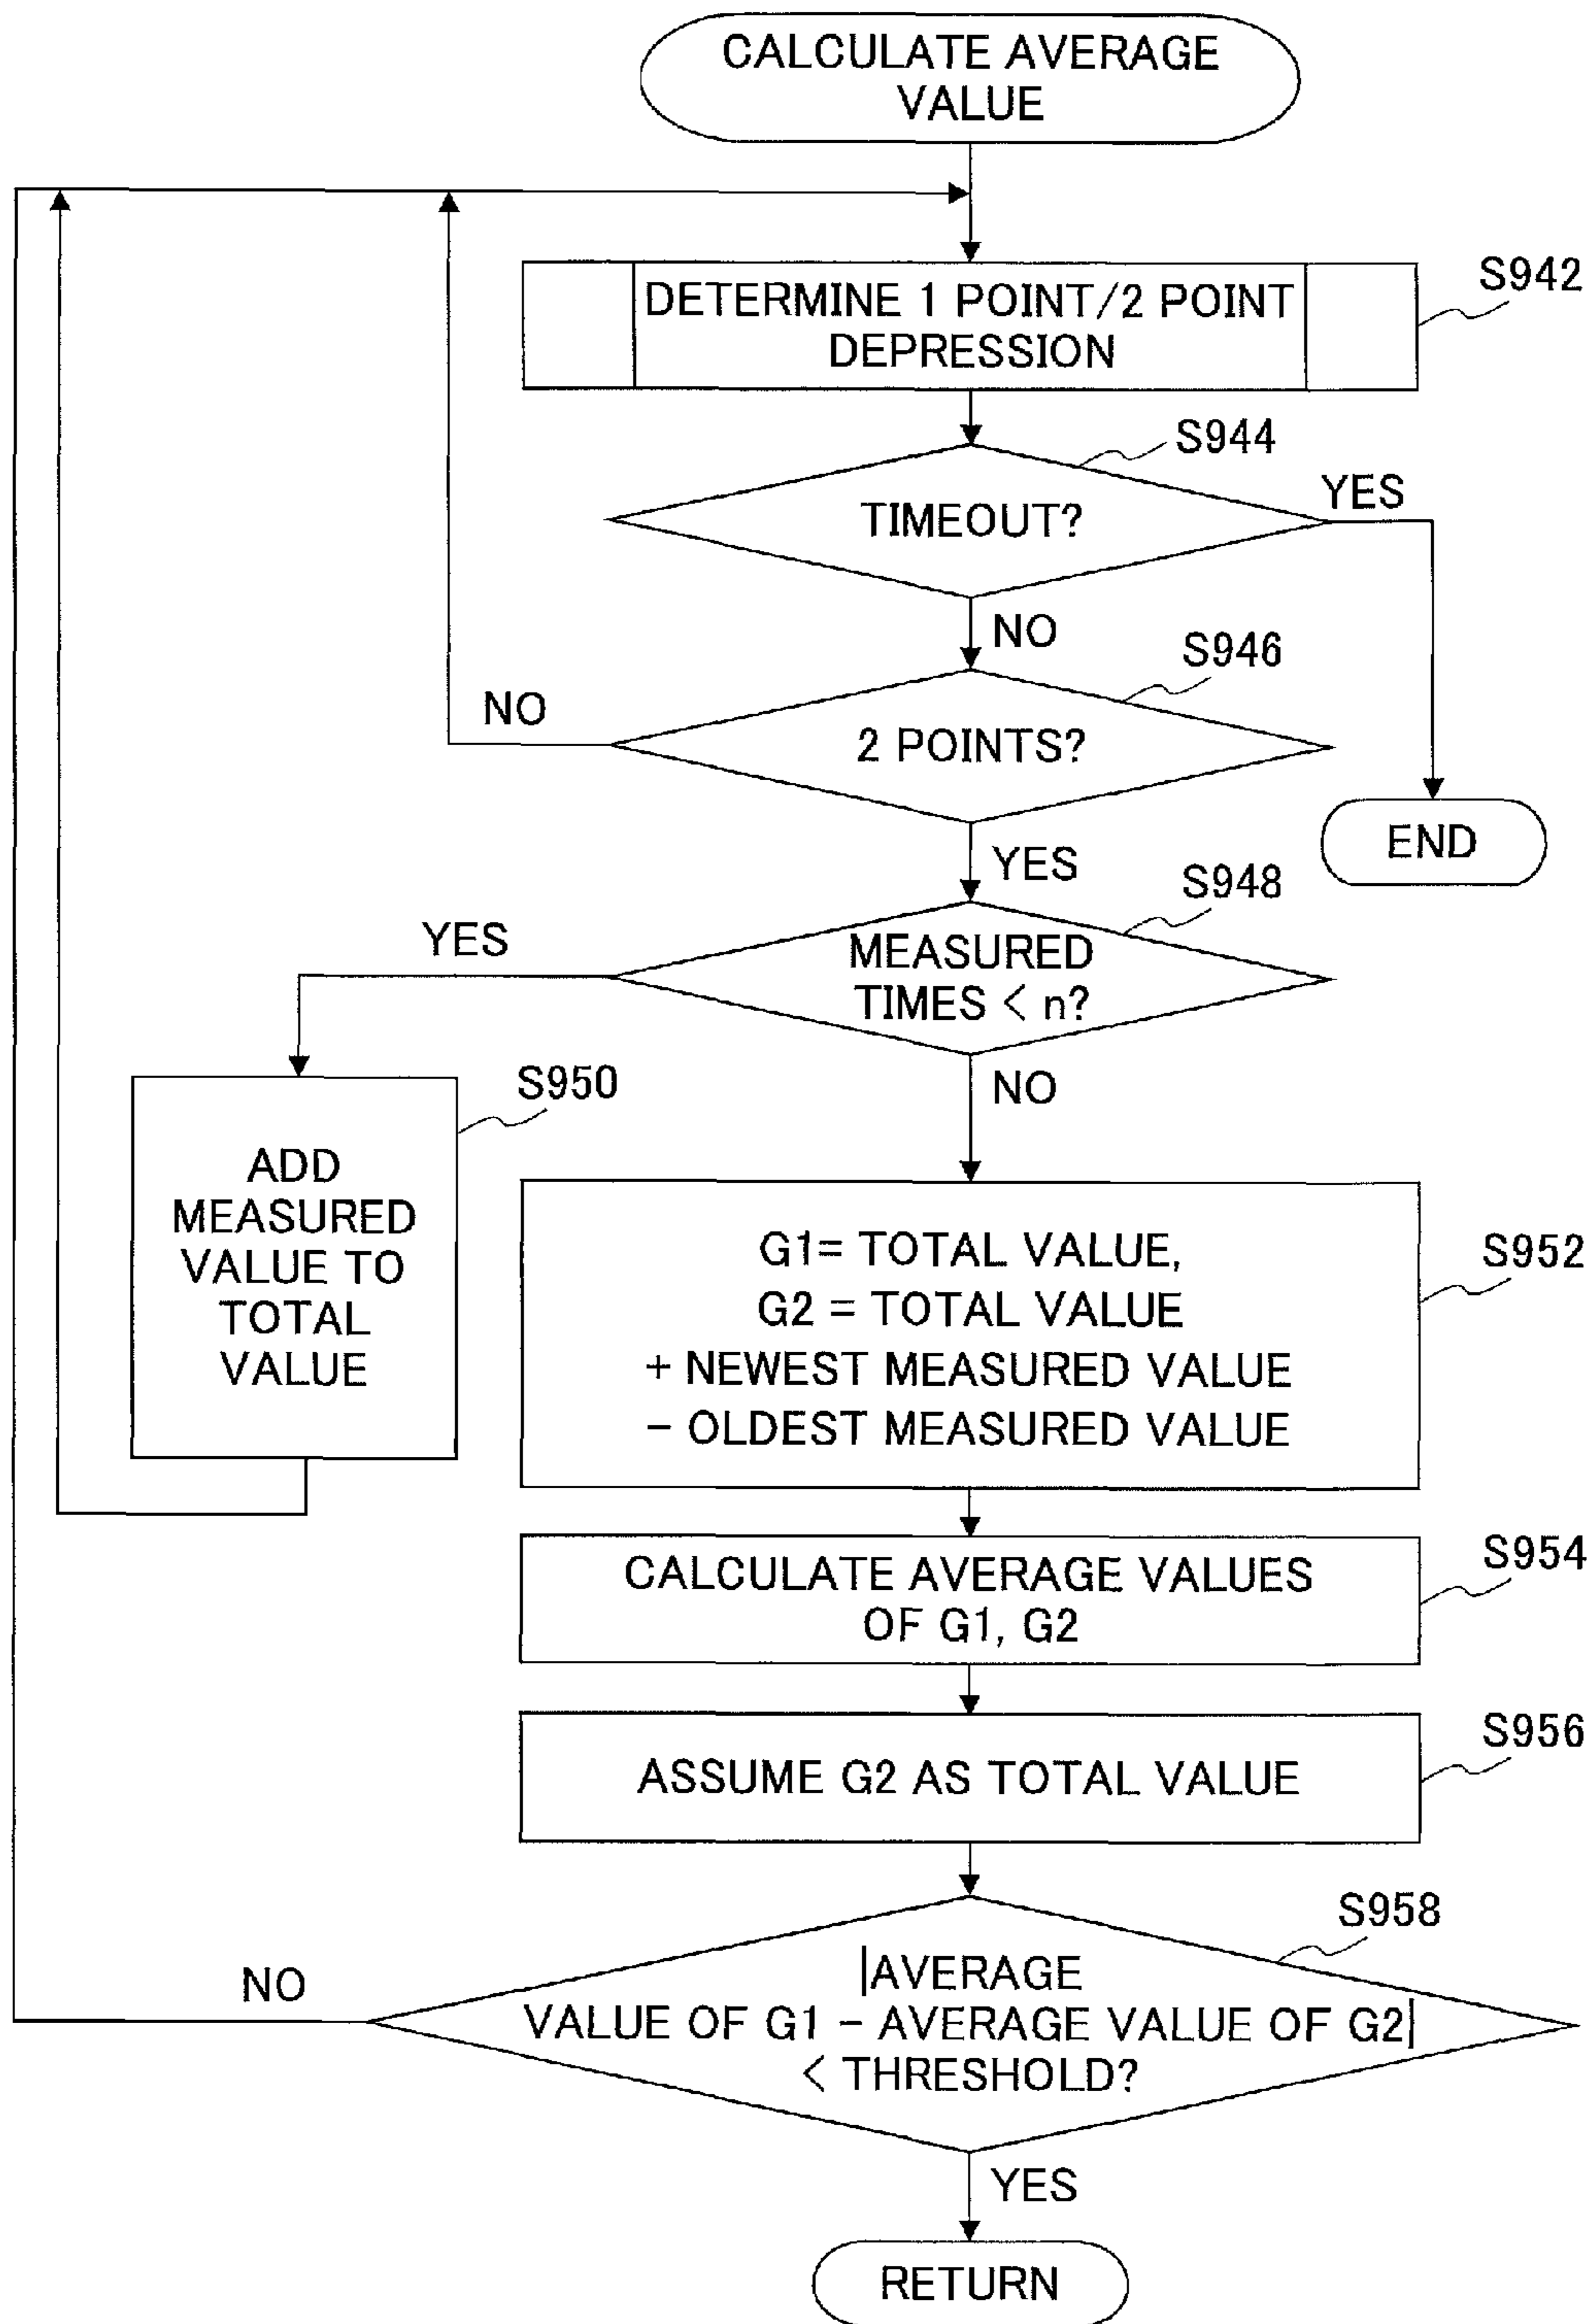 CALCULATE AVERAGE
VALUE
S942
DETERMINE 1 POINT/2 POINT
DEPRESSION
S944
TIMEOUT?
YES
NO
S946
2 POINTS?
NO
END
YES
S948
MEASURED
TIMES < n?
YES
NO
S950
ADD
MEASURED
VALUE TO
TOTAL
VALUE
S952
G1= TOTAL VALUE,
G2 = TOTAL VALUE
+ NEWEST MEASURED VALUE
− OLDEST MEASURED VALUE
S954
CALCULATE AVERAGE VALUES
OF G1, G2
S956
ASSUME G2 AS TOTAL VALUE
S958
|AVERAGE
VALUE OF G1 − AVERAGE VALUE OF G2|
< THRESHOLD?
NO
YES
RETURN